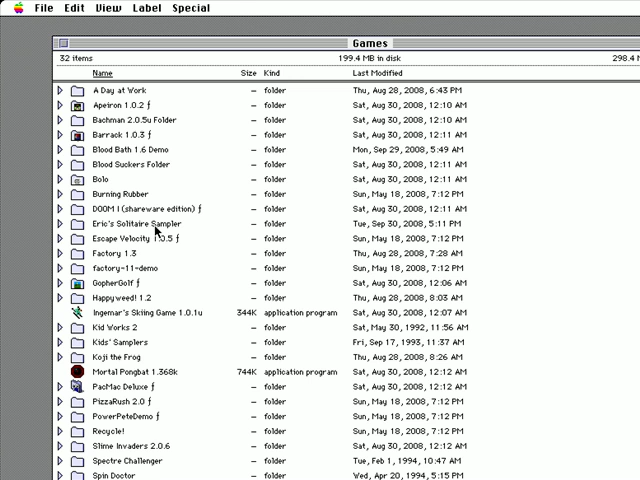 File Edit View Label Special
Games
32 items 199.4 MB in disk 298.4
Name Size Kind Last Modified
A Day at Work – folder Thu, Aug 28, 2008, 6:43 PM
Apeiron 1.0.2 ƒ – folder Sat, Aug 30, 2008, 12:10 AM
Bachman 2.0.5u Folder – folder Sat, Aug 30, 2008, 12:10 AM
Barrack 1.0.3 ƒ – folder Sat, Aug 30, 2008, 12:11 AM
Blood Bath 1.6 Demo – folder Mon, Sep 29, 2008, 5:49 AM
Blood Suckers Folder – folder Sat, Aug 30, 2008, 12:11 AM
Bolo – folder Sat, Aug 30, 2008, 12:11 AM
Burning Rubber – folder Sun, May 18, 2008, 7:12 PM
DOOM I (shareware edition) ƒ – folder Sat, Aug 30, 2008, 12:11 AM
Eric's Solitaire Sampler – folder Tue, Sep 30, 2008, 5:11 PM
Escape Velocity 1.0.5 ƒ – folder Sun, May 18, 2008, 7:12 PM
Factory 1.3 – folder Thu, Aug 28, 2008, 7:28 AM
factory-11-demo – folder Sun, May 18, 2008, 7:12 PM
GopherGolf ƒ – folder Sat, Aug 30, 2008, 12:06 AM
Happyweed! 1.2 – folder Thu, Aug 28, 2008, 8:03 AM
Ingemar's Skiing Game 1.0.1u 344K application program Sat, Aug 30, 2008, 12:07 AM
Kid Works 2 – folder Sat, May 30, 1992, 11:56 AM
Kids' Samplers – folder Fri, Sep 17, 1993, 11:37 AM
Koji the Frog – folder Thu, Aug 28, 2008, 8:26 AM
Mortal Pongbat 1.368k 744K application program Sat, Aug 30, 2008, 12:12 AM
PacMac Deluxe ƒ – folder Sat, Aug 30, 2008, 12:12 AM
PizzaRush 2.0 ƒ – folder Sun, May 18, 2008, 7:12 PM
PowerPeteDemo ƒ – folder Sun, May 18, 2008, 7:12 PM
Recycle! – folder Sun, May 18, 2008, 7:12 PM
Slime Invaders 2.0.6 – folder Sat, Aug 30, 2008, 12:12 AM
Spectre Challenger – folder Tue, Feb 1, 1994, 10:47 AM
Spin Doctor – folder Wed, Apr 20, 1994, 5:15 PM